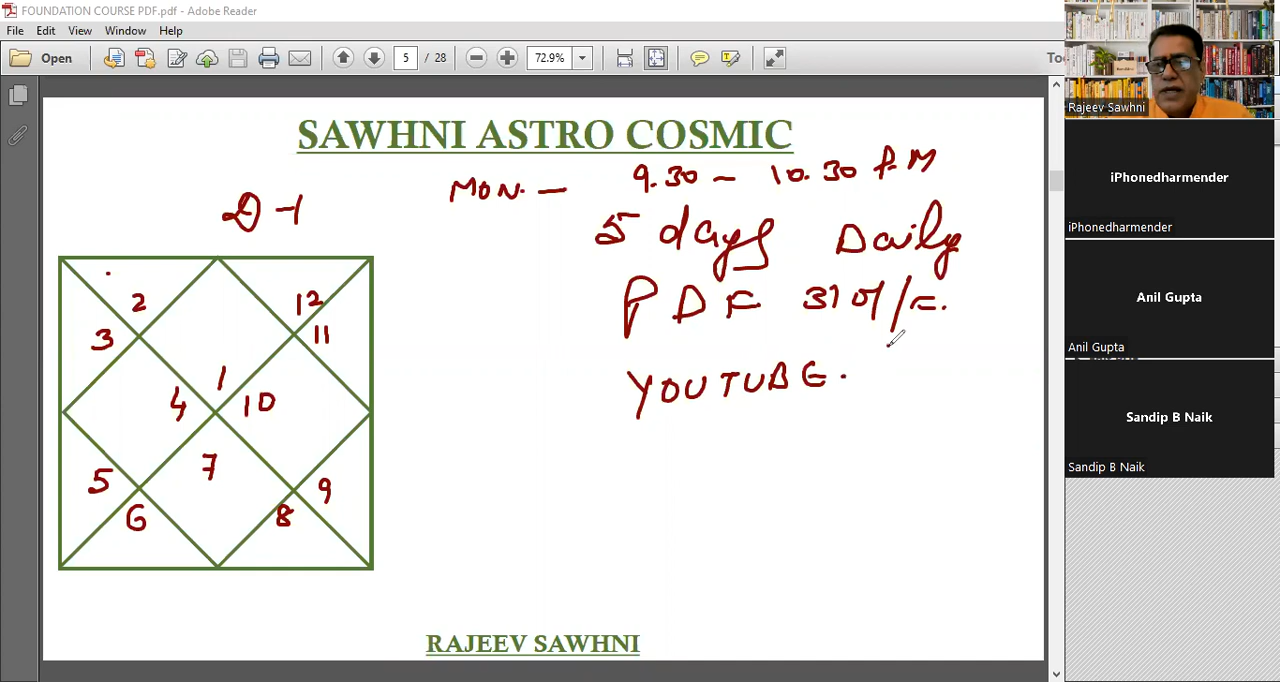 FOUNDATION COURSE PDF.pdf - Adobe Reader
File Edit View Window Help
Open 5 / 28 72.9%
SAWHNI ASTRO COSMIC
MON. — 9.30 – 10.30 P.M
5 days Daily
PDF
YOUTUBE.
D-1
2 12
3 11
1
4 10
7
5 9
6 8
RAJEEV SAWHNI
Rajeev Sawhni
iPhonedharmender
iPhonedharmender
Anil Gupta
Anil Gupta
Sandip B Naik
Sandip B Naik